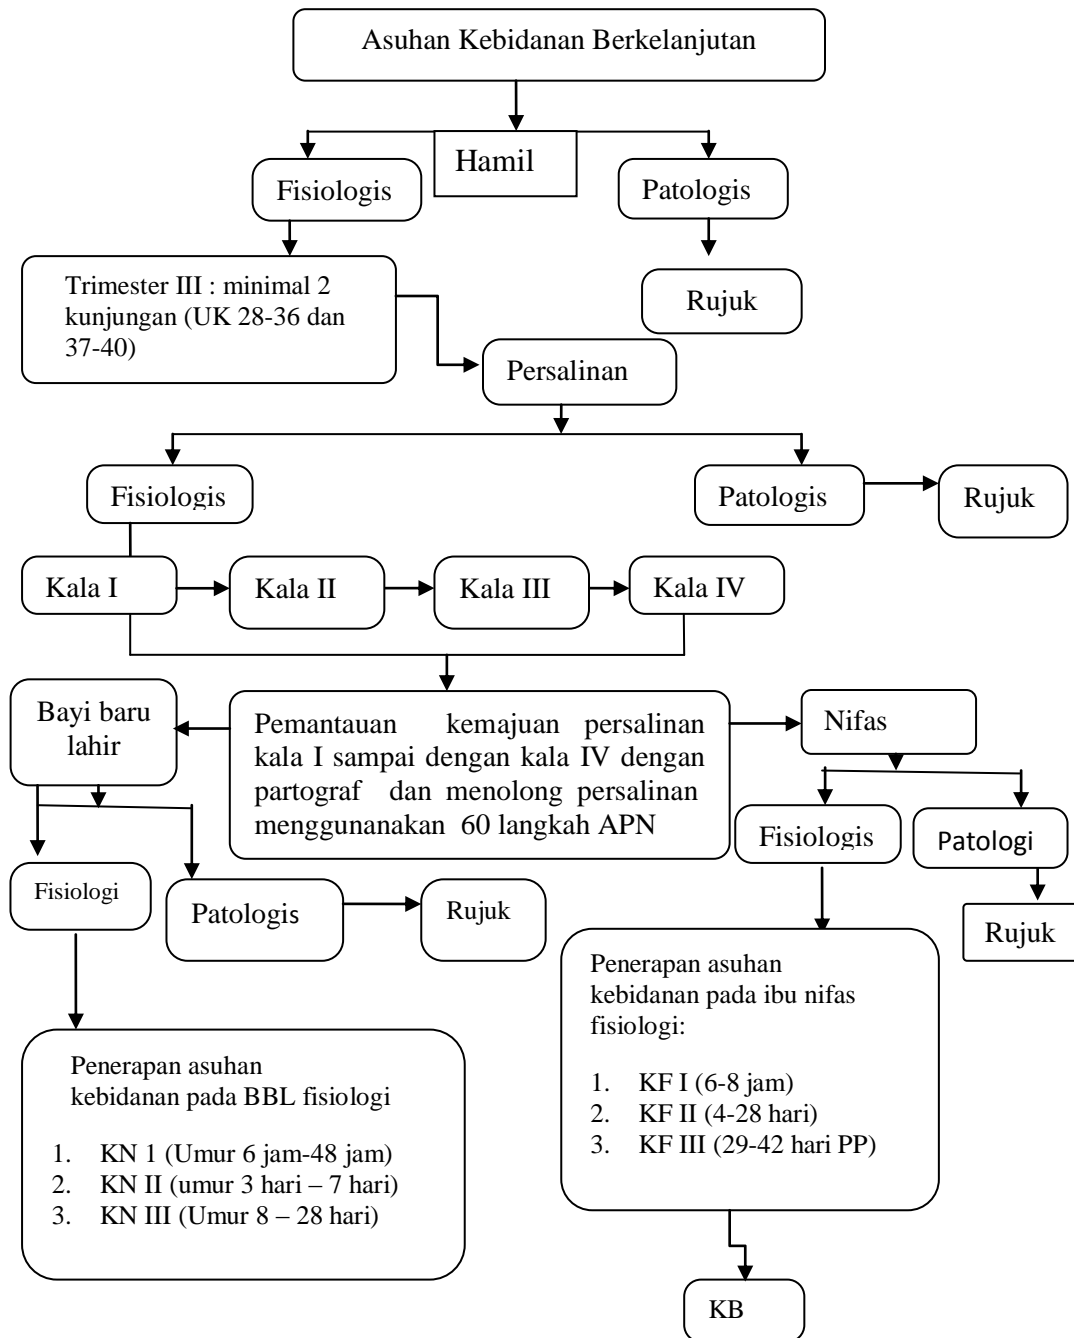 Asuhan Kebidanan Berkelanjutan
Hamil
Fisiologis
Patologis
Trimester III : minimal 2
kunjungan (UK 28-36 dan
37-40)
Rujuk
Persalinan
Fisiologis
Patologis
Rujuk
Kala I
Kala II
Kala III
Kala IV
Bayi baru
lahir
Pemantauan kemajuan persalinan
kala I sampai dengan kala IV dengan
partograf dan menolong persalinan
menggunanakan 60 langkah APN
Nifas
Fisiologis
Patologi
Fisiologi
Patologis
Rujuk
Rujuk
Penerapan asuhan
kebidanan pada ibu nifas
fisiologi:
1. KF I (6-8 jam)
2. KF II (4-28 hari)
3. KF III (29-42 hari PP)
Penerapan asuhan
kebidanan pada BBL fisiologi
1. KN 1 (Umur 6 jam-48 jam)
2. KN II (umur 3 hari – 7 hari)
3. KN III (Umur 8 – 28 hari)
KB